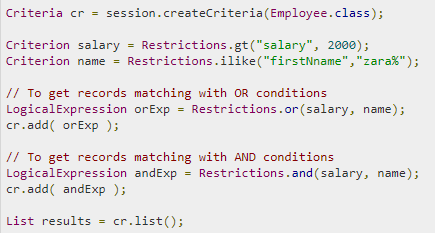 Criteria cr = session.createCriteria(Employee.class);
Criterion salary = Restrictions.gt("salary", 2000);
Criterion name = Restrictions.ilike("firstNname","zara%");
// To get records matching with OR conditions
LogicalExpression orExp = Restrictions.or(salary, name);
cr.add( orExp );
// To get records matching with AND conditions
LogicalExpression andExp = Restrictions.and(salary, name);
cr.add( andExp );
List results = cr.list();